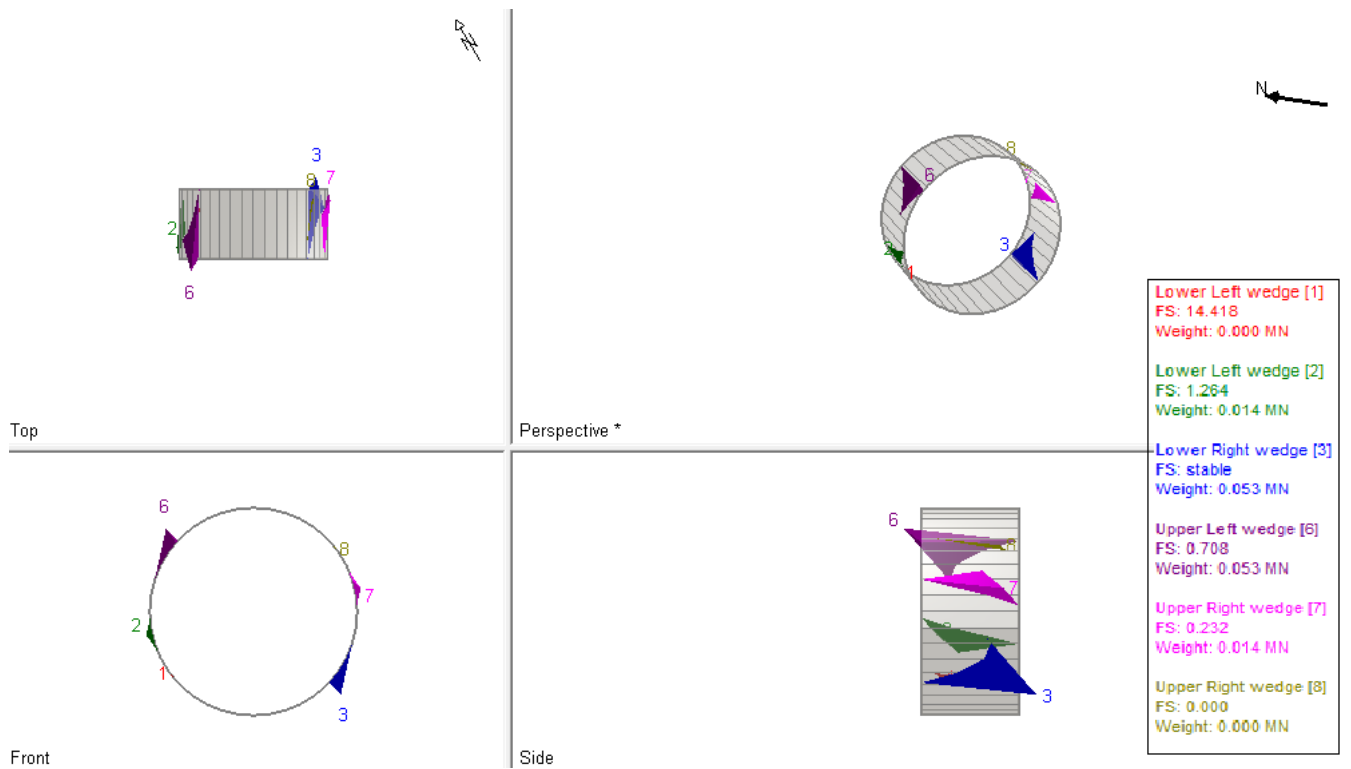 N
3
8
7
2
6
Top
N
8
6
7
3
2
1
Perspective *
6
8
7
2
1
3
Front
6
8
7
2
3
Side
Lower Left wedge [1]
FS: 14.418
Weight: 0.000 MN
Lower Left wedge [2]
FS: 1.264
Weight: 0.014 MN
Lower Right wedge [3]
FS: stable
Weight: 0.053 MN
Upper Left wedge [6]
FS: 0.708
Weight: 0.053 MN
Upper Right wedge [7]
FS: 0.232
Weight: 0.014 MN
Upper Right wedge [8]
FS: 0.000
Weight: 0.000 MN